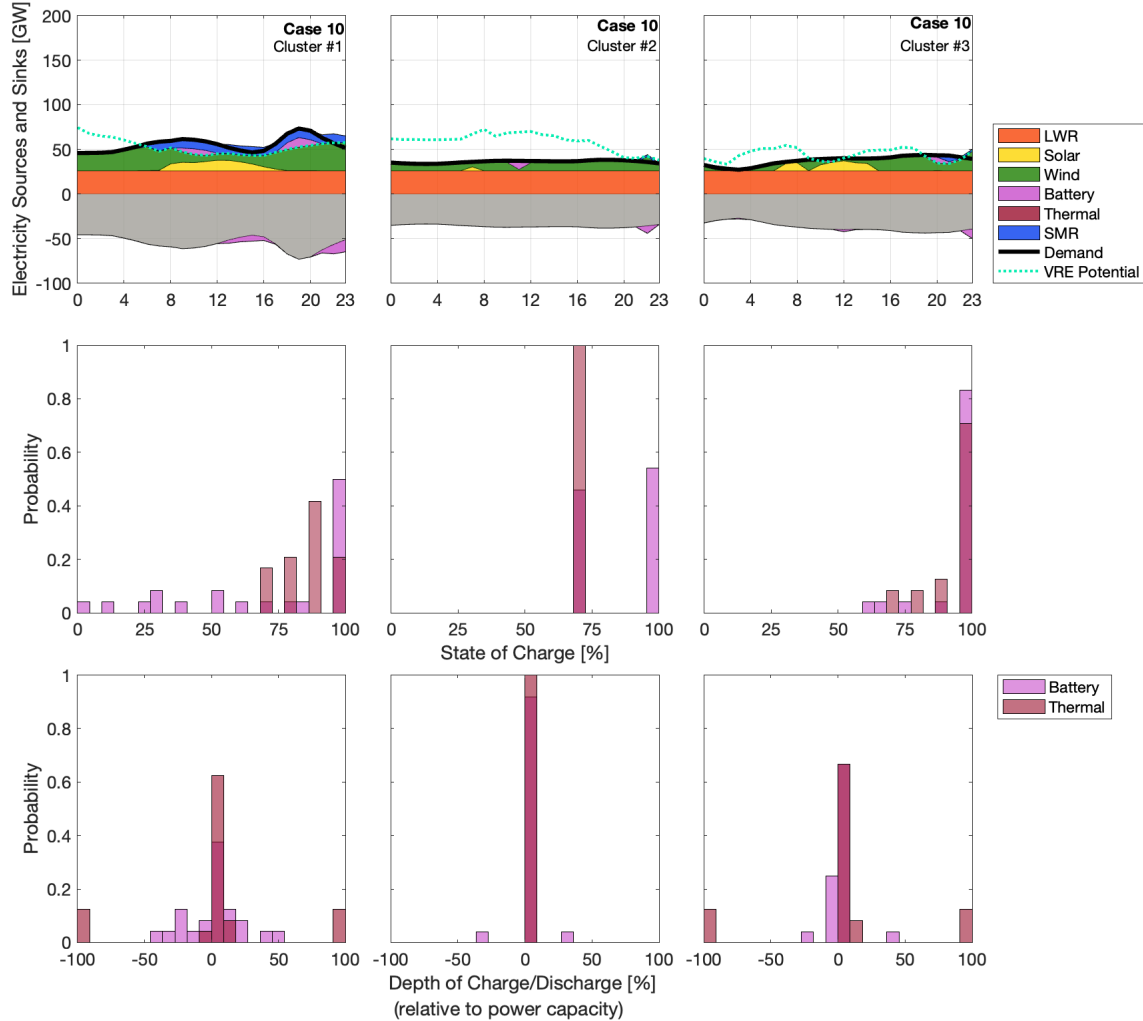 Electricity Sources and Sinks [GW]
200
150
100
50
0
-50
-100
Case 10
Cluster #1
0 4 8 12 16 20 23
Case 10
Cluster #2
0 4 8 12 16 20 23
Case 10
Cluster #3
0 4 8 12 16 20 23
LWR
Solar
Wind
Battery
Thermal
SMR
Demand
VRE Potential
Probability
1
0.8
0.6
0.4
0.2
0
0 25 50 75 100
0 25 50 75 100
0 25 50 75 100
State of Charge [%]
Probability
1
0.8
0.6
0.4
0.2
0
-100 -50 0 50 100
-100 -50 0 50 100
-100 -50 0 50 100
Depth of Charge/Discharge [%]
(relative to power capacity)
Battery
Thermal